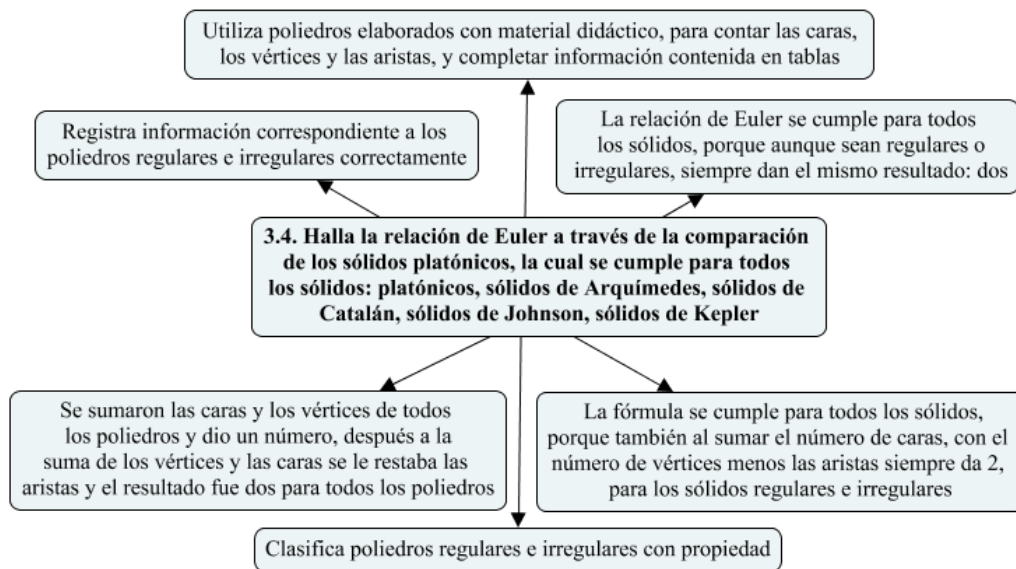 Utiliza poliedros elaborados con material didáctico, para contar las caras,
los vértices y las aristas, y completar información contenida en tablas
Registra información correspondiente a los
poliedros regulares e irregulares correctamente
La relación de Euler se cumple para todos
los sólidos, porque aunque sean regulares o
irregulares, siempre dan el mismo resultado: dos
3.4. Halla la relación de Euler a través de la comparación
de los sólidos platónicos, la cual se cumple para todos
los sólidos: platónicos, sólidos de Arquímedes, sólidos de
Catalán, sólidos de Johnson, sólidos de Kepler
Se sumaron las caras y los vértices de todos
los poliedros y dio un número, después a la
suma de los vértices y las caras se le restaba las
aristas y el resultado fue dos para todos los poliedros
La fórmula se cumple para todos los sólidos,
porque también al sumar el número de caras, con el
número de vértices menos las aristas siempre da 2,
para los sólidos regulares e irregulares
Clasifica poliedros regulares e irregulares con propiedad